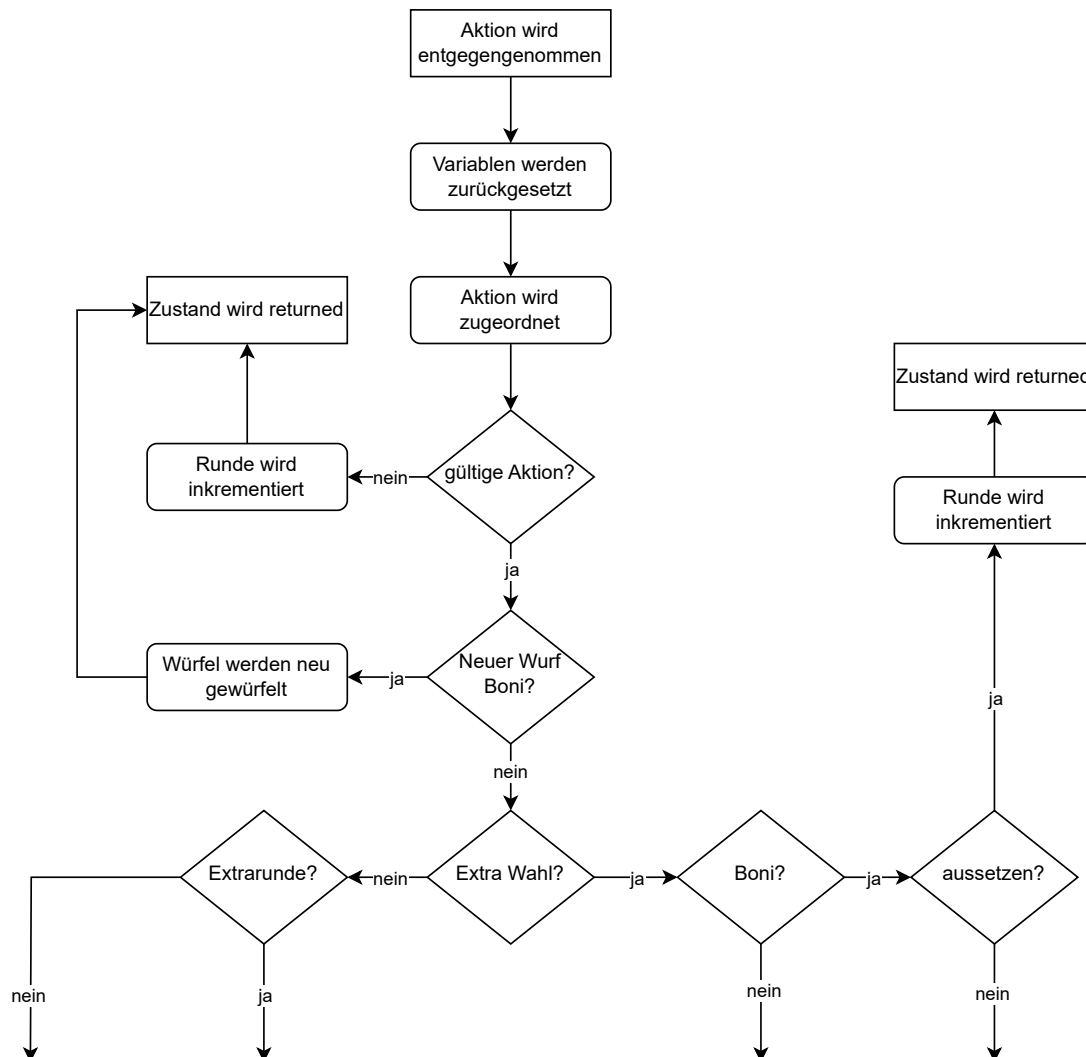 Aktion wird
entgegengenommen
Variablen werden
zurückgesetzt
Aktion wird
zugeordnet
Zustand wird returned
Zustand wird returned
gültige Aktion?
nein
Runde wird
inkrementiert
Runde wird
inkrementiert
ja
Neuer Wurf
Boni?
ja
Würfel werden neu
gewürfelt
ja
nein
Extrarunde?
nein
Extra Wahl?
ja
Boni?
ja
aussetzen?
nein
ja
nein
nein